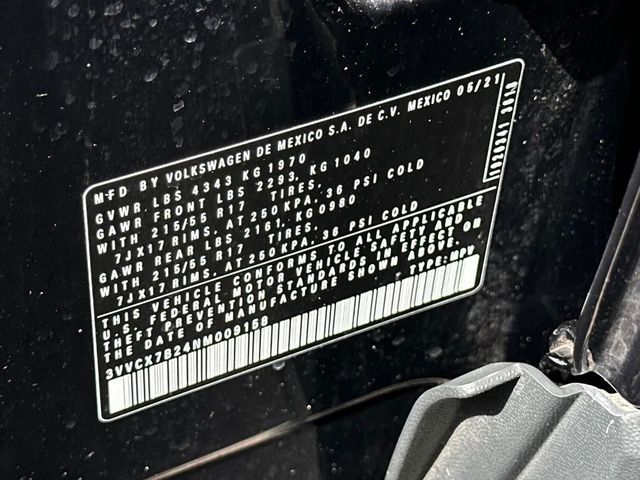 MFD BY VOLKSWAGEN DE MEXICO S.A. DE C.V. MEXICO 05/21
GVWR LBS 4343 KG 1970
GAWR FRONT LBS 2293, KG 1040
WITH 215/55 R17 TIRES,
7JX17 RIMS, AT 250 KPA, 36 PSI COLD
GAWR REAR LBS 2161, KG0980
WITH 215/55 R17 TIRES,
7JX17 RIMS, AT 250 KPA, 36 PSI COLD
THIS VEHICLE CONFORMS TO ALL APPLICABLE
U.S. FEDERAL MOTOR VEHICLE SAFETY AND
THEFT PREVENTION STANDARDS IN EFFECT ON
THE DATE OF MANUFACTURE SHOWN ABOVE.
TYPE: MPV
3VVCX7B24NM009158